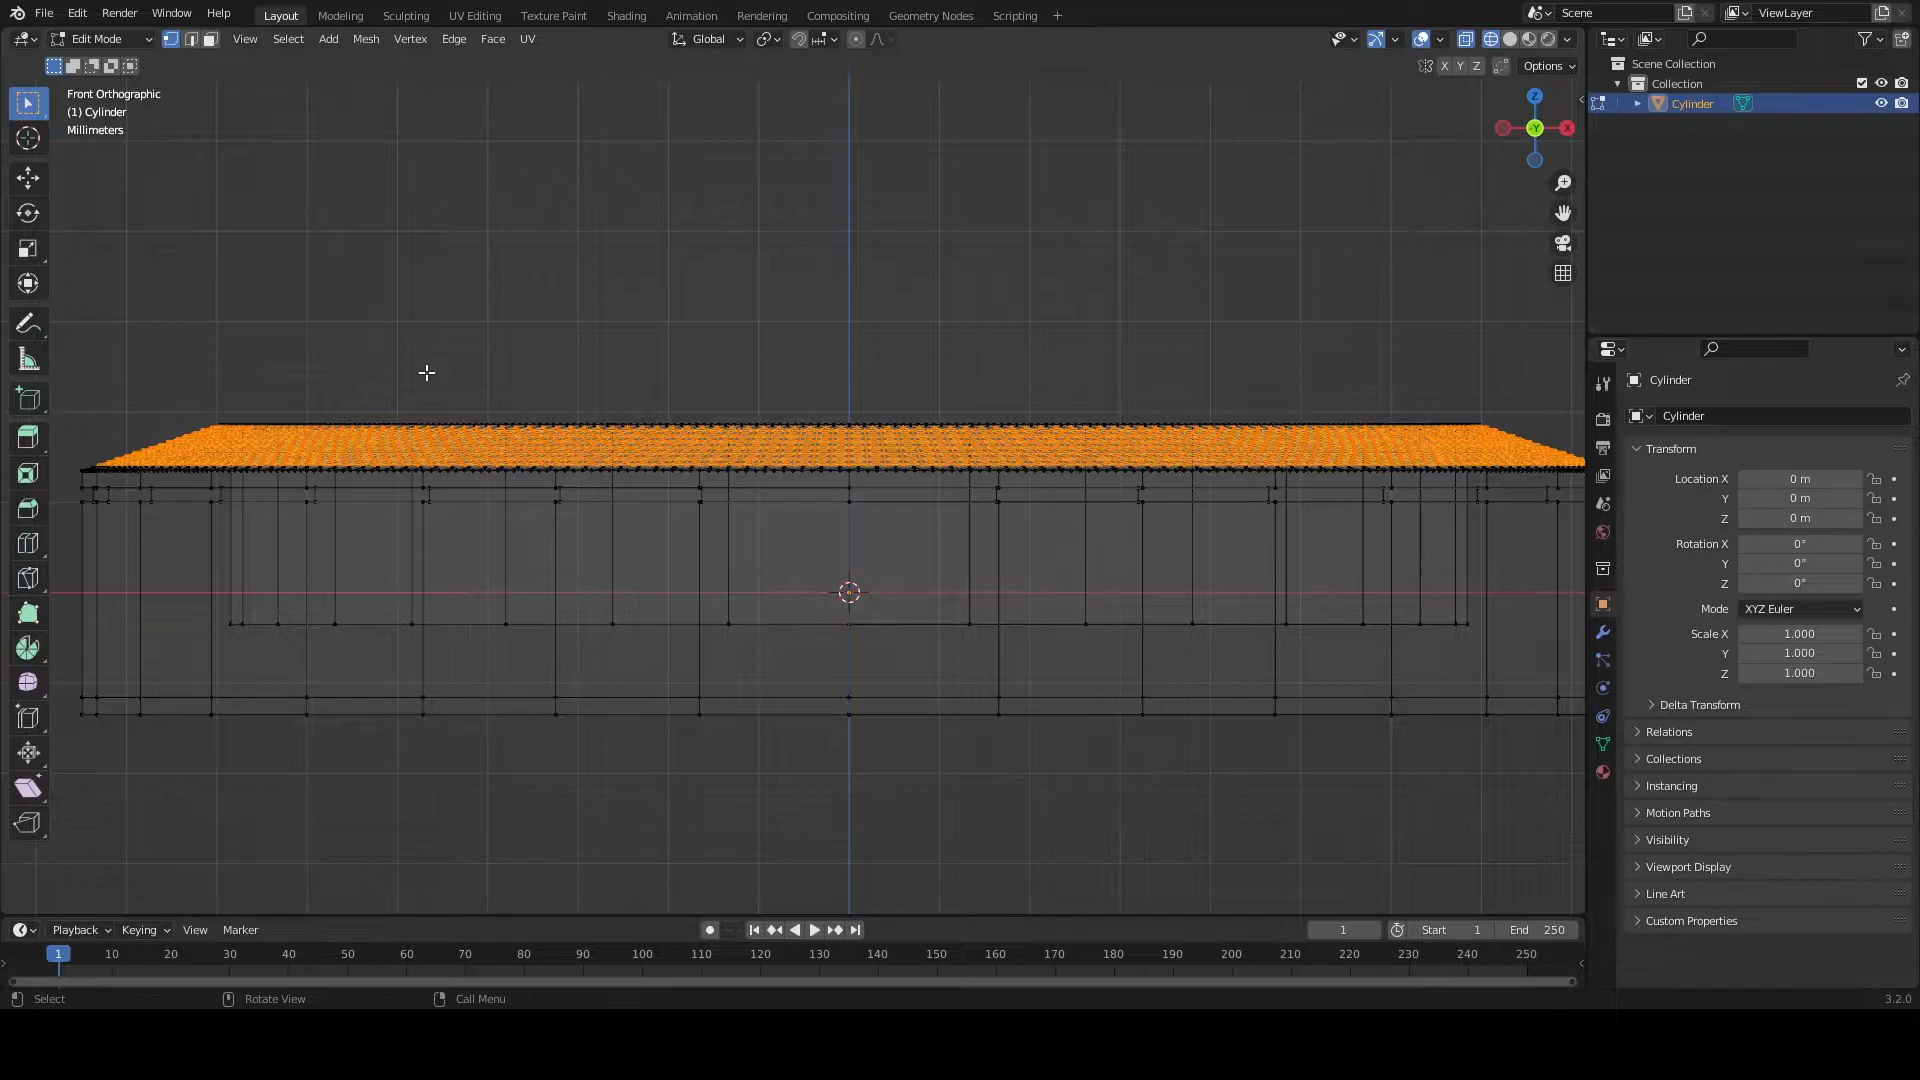 File Edit Render Window Help Layout Modeling Sculpting UV Editing Texture Paint Shading Animation Rendering Compositing Geometry Nodes Scripting + Scene ViewLayer
Edit Mode View Select Add Mesh Vertex Edge Face UV Global
X Y Z Options
Front Orthographic
(1) Cylinder
Millimeters
Z
-Y X
Scene Collection
Collection
Cylinder
Cylinder
Cylinder
Transform
Location X 0 m
Y 0 m
Z 0 m
Rotation X 0°
Y 0°
Z 0°
Mode XYZ Euler
Scale X 1.000
Y 1.000
Z 1.000
Delta Transform
Relations
Collections
Instancing
Motion Paths
Visibility
Viewport Display
Line Art
Custom Properties
Playback Keying View Marker 1 Start 1 End 250
1 10 20 30 40 50 60 70 80 90 100 110 120 130 140 150 160 170 180 190 200 210 220 230 240 250
Select Rotate View Call Menu 3.2.0